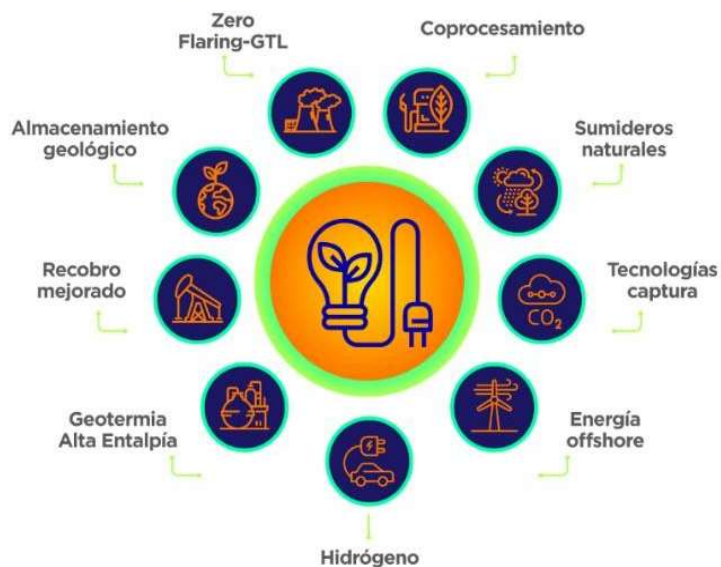 Zero
Flaring-GTL
Coprocesamiento
Almacenamiento
geológico
Sumideros
naturales
Recobro
mejorado
Tecnologías
captura
CO₂
Geotermia
Alta Entalpía
Energía
offshore
Hidrógeno